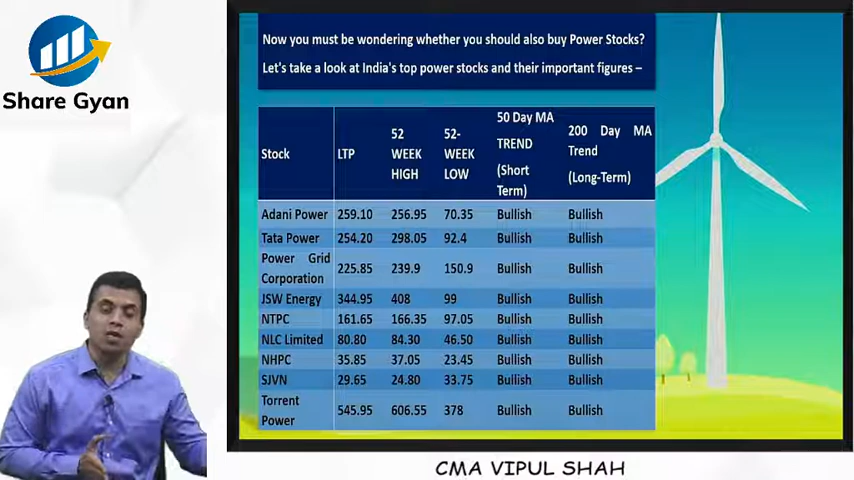 Share Gyan
Now you must be wondering whether you should also buy Power Stocks?
Let's take a look at India's top power stocks and their important figures –
Stock LTP 52 WEEK HIGH 52-WEEK LOW 50 Day MA TREND (Short Term) 200 Day MA Trend (Long-Term)
Adani Power 259.10 256.95 70.35 Bullish Bullish
Tata Power 254.20 298.05 92.4 Bullish Bullish
Power Grid Corporation 225.85 239.9 150.9 Bullish Bullish
JSW Energy 344.95 408 99 Bullish Bullish
NTPC 161.65 166.35 97.05 Bullish Bullish
NLC Limited 80.80 84.30 46.50 Bullish Bullish
NHPC 35.85 37.05 23.45 Bullish Bullish
SJVN 29.65 24.80 33.75 Bullish Bullish
Torrent Power 545.95 606.55 378 Bullish Bullish
CMA VIPUL SHAH